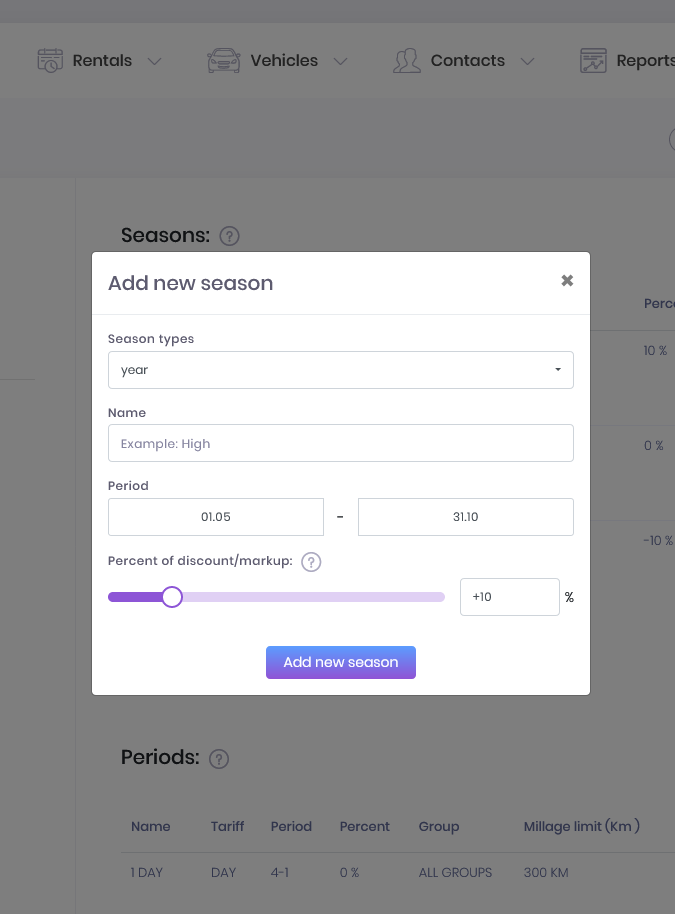 Rentals Vehicles Contacts Reports
Seasons: ?
Add new season ✖
Perc
Season types
10 %
year
Name
Example: High
0 %
Period
01.05 - 31.10
-10 %
Percent of discount/markup: ?
+10 %
Add new season
Periods: ?
Name Tariff Period Percent Group Millage limit (Km )
1 DAY DAY 4-1 0 % ALL GROUPS 300 KM